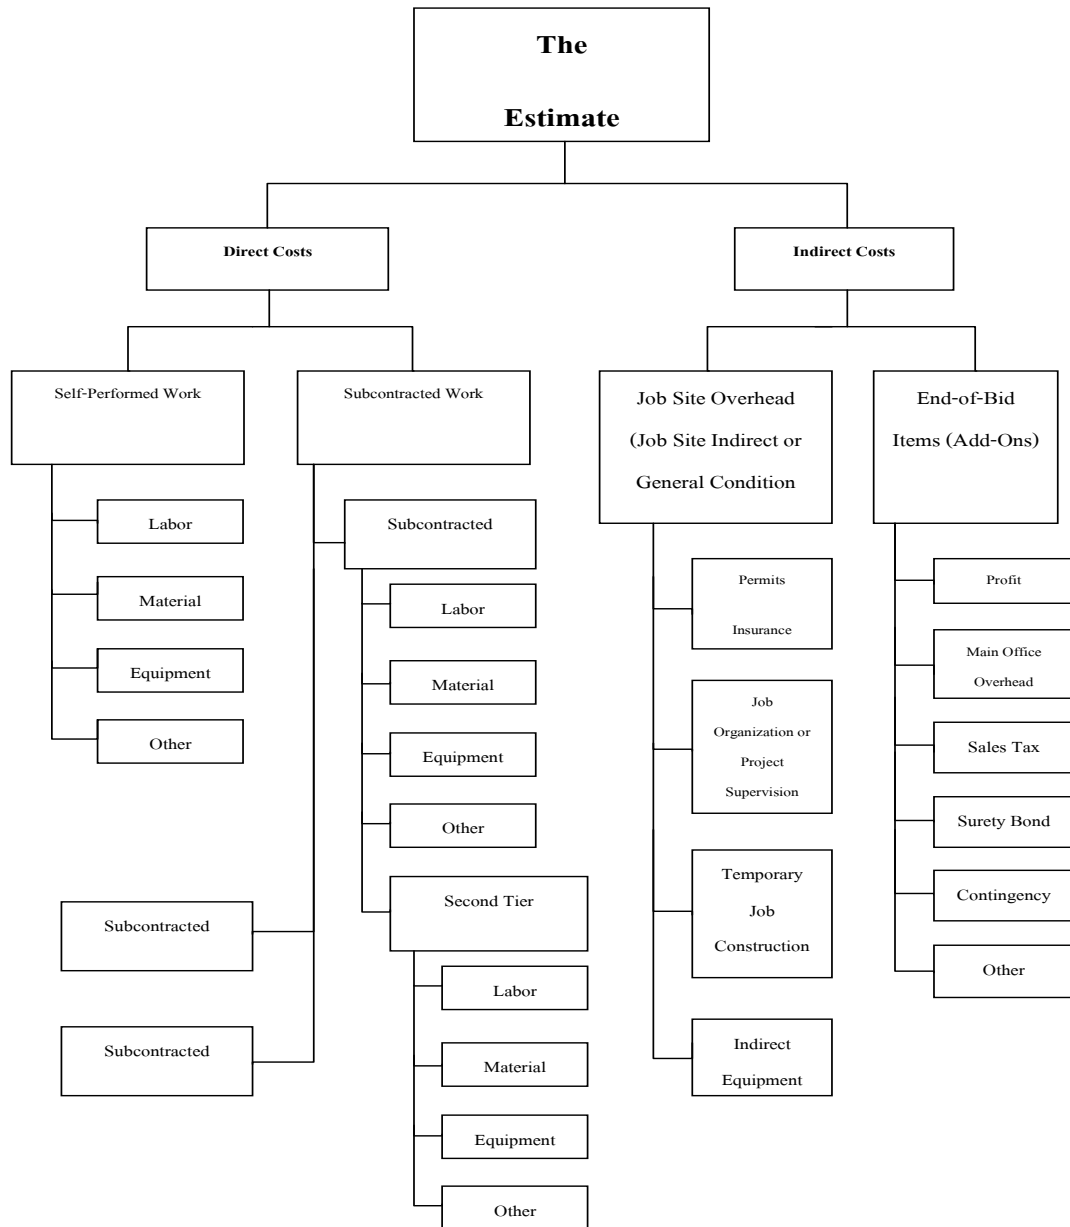 The
Estimate
Direct Costs
Indirect Costs
Self-Performed Work
Subcontracted Work
Job Site Overhead
(Job Site Indirect or
General Condition
End-of-Bid
Items (Add-Ons)
Labor
Material
Equipment
Other
Subcontracted
Labor
Material
Equipment
Other
Second Tier
Labor
Material
Equipment
Other
Subcontracted
Subcontracted
Permits
Insurance
Job
Organization or
Project
Supervision
Temporary
Job
Construction
Indirect
Equipment
Profit
Main Office
Overhead
Sales Tax
Surety Bond
Contingency
Other